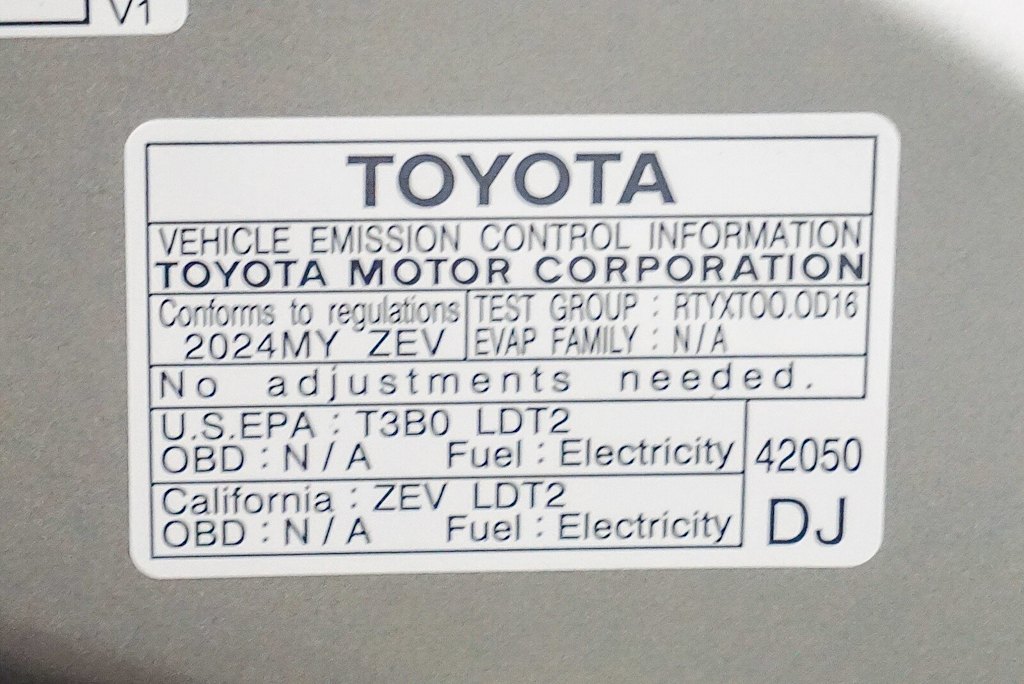 V1
TOYOTA
VEHICLE EMISSION CONTROL INFORMATION
TOYOTA MOTOR CORPORATION
Conforms to regulations
2024MY ZEV
TEST GROUP : RTYXT00.0D16
EVAP FAMILY : N/A
No adjustments needed.
U.S.EPA : T3B0 LDT2
OBD : N/A Fuel : Electricity
California : ZEV LDT2
OBD : N/A Fuel : Electricity
42050
DJ